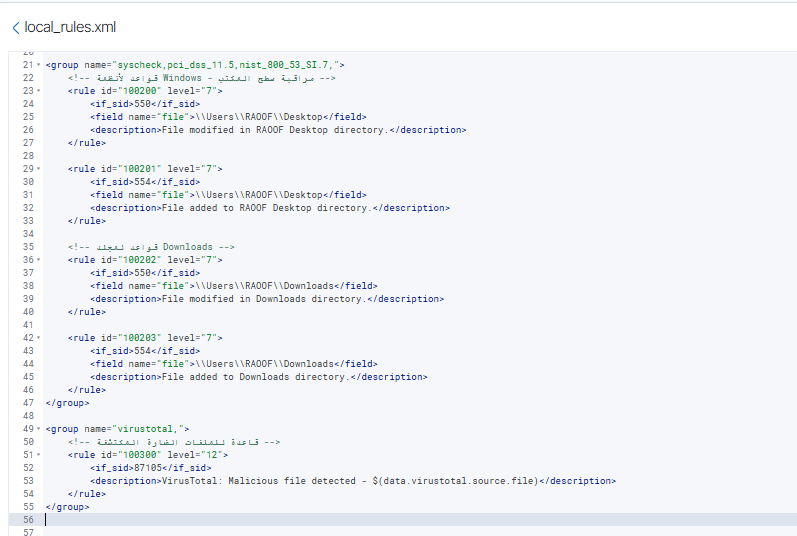 local_rules.xml
20
21 <group name="syscheck,pci_dss_11.5,nist_800_53_SI.7,">
22 <!-- قواعد لأنظمة Windows - مراقبة سطح المكتب -->
23 <rule id="100200" level="7">
24 <if_sid>550</if_sid>
25 <field name="file">\\Users\\RAOOF\\Desktop</field>
26 <description>File modified in RAOOF Desktop directory.</description>
27 </rule>
28
29 <rule id="100201" level="7">
30 <if_sid>554</if_sid>
31 <field name="file">\\Users\\RAOOF\\Desktop</field>
32 <description>File added to RAOOF Desktop directory.</description>
33 </rule>
34
35 <!-- قواعد لمجلد Downloads -->
36 <rule id="100202" level="7">
37 <if_sid>550</if_sid>
38 <field name="file">\\Users\\RAOOF\\Downloads</field>
39 <description>File modified in Downloads directory.</description>
40 </rule>
41
42 <rule id="100203" level="7">
43 <if_sid>554</if_sid>
44 <field name="file">\\Users\\RAOOF\\Downloads</field>
45 <description>File added to Downloads directory.</description>
46 </rule>
47 </group>
48
49 <group name="virustotal,">
50 <!-- قاعدة للملفات الضارة المكتشفة -->
51 <rule id="100300" level="12">
52 <if_sid>87105</if_sid>
53 <description>VirusTotal: Malicious file detected - $(data.virustotal.source.file)</description>
54 </rule>
55 </group>
56
57